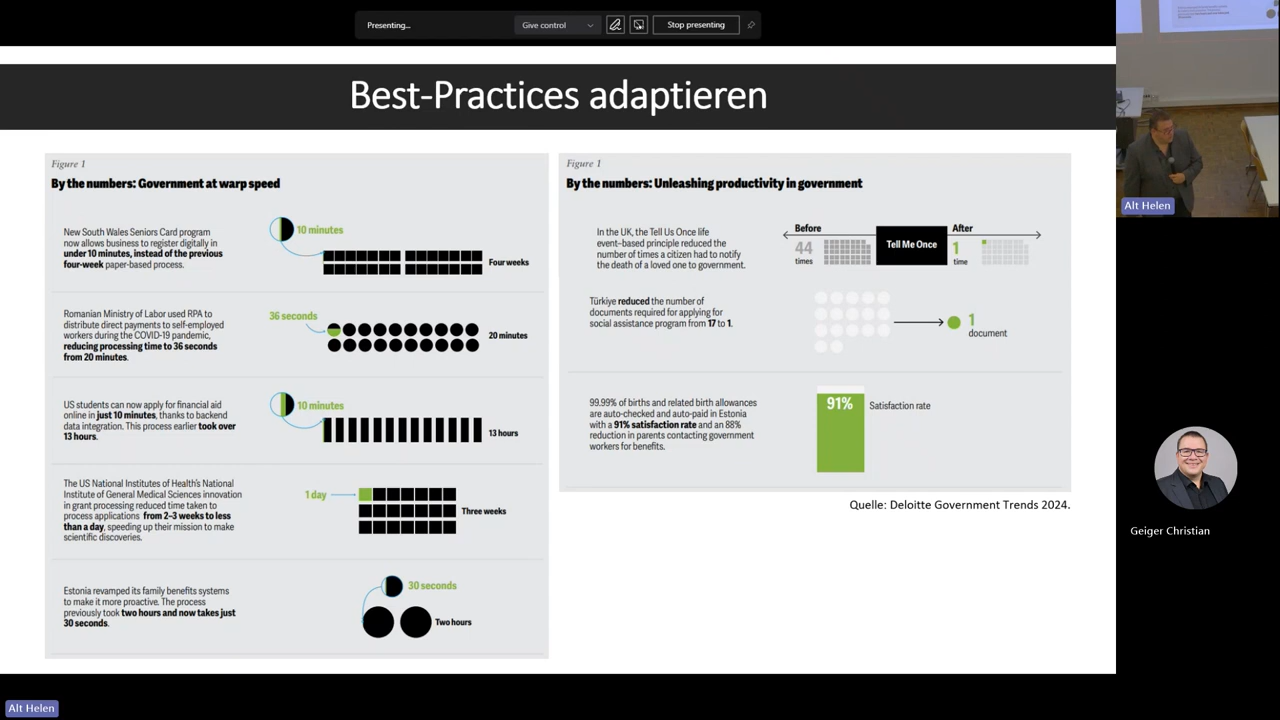 Presenting...
Give control
Stop presenting
Best-Practices adaptieren
Figure 1
By the numbers: Government at warp speed
New South Wales Seniors Card program
now allows business to register digitally in
under 10 minutes, instead of the previous
four-week paper-based process.
10 minutes
Four weeks
Romanian Ministry of Labor used RPA to
distribute direct payments to self-employed
workers during the COVID-19 pandemic,
reducing processing time to 36 seconds
from 20 minutes.
36 seconds
20 minutes
US students can now apply for financial aid
online in just 10 minutes, thanks to backend
data integration. This process earlier took over
13 hours.
10 minutes
13 hours
The US National Institutes of Health's National
Institute of General Medical Sciences innovation
in grant processing reduced time taken to
process applications from 2–3 weeks to less
than a day, speeding up their mission to make
scientific discoveries.
1 day
Three weeks
Estonia revamped its family benefits systems
to make it more proactive. The process
previously took two hours and now takes just
30 seconds.
30 seconds
Two hours
Figure 1
By the numbers: Unleashing productivity in government
In the UK, the Tell Us Once life
event–based principle reduced the
number of times a citizen had to notify
the death of a loved one to government.
Before
44
times
Tell Me Once
After
1
time
Türkiye reduced the number of
documents required for applying for
social assistance program from 17 to 1.
1
document
99.99% of births and related birth allowances
are auto-checked and auto-paid in Estonia
with a 91% satisfaction rate and an 88%
reduction in parents contacting government
workers for benefits.
91%
Satisfaction rate
Quelle: Deloitte Government Trends 2024.
Alt Helen
Geiger Christian
Alt Helen